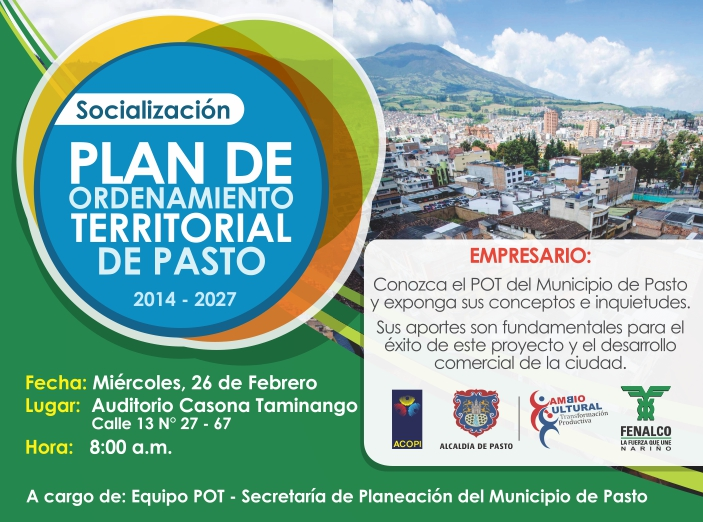 Socialización
PLAN DE
ORDENAMIENTO
TERRITORIAL
DE PASTO
2014 - 2027
EMPRESARIO:
Conozca el POT del Municipio de Pasto
y exponga sus conceptos e inquietudes.
Sus aportes son fundamentales para el
éxito de este proyecto y el desarrollo
comercial de la ciudad.
Fecha: Miércoles, 26 de Febrero
Lugar: Auditorio Casona Taminango
Calle 13 N° 27 - 67
Hora: 8:00 a.m.
ACOPI
ALCALDÍA DE PASTO
CAMBIO
CULTURAL
Transformación
Productiva
FENALCO
LA FUERZA QUE UNE
NARIÑO
A cargo de: Equipo POT - Secretaría de Planeación del Municipio de Pasto